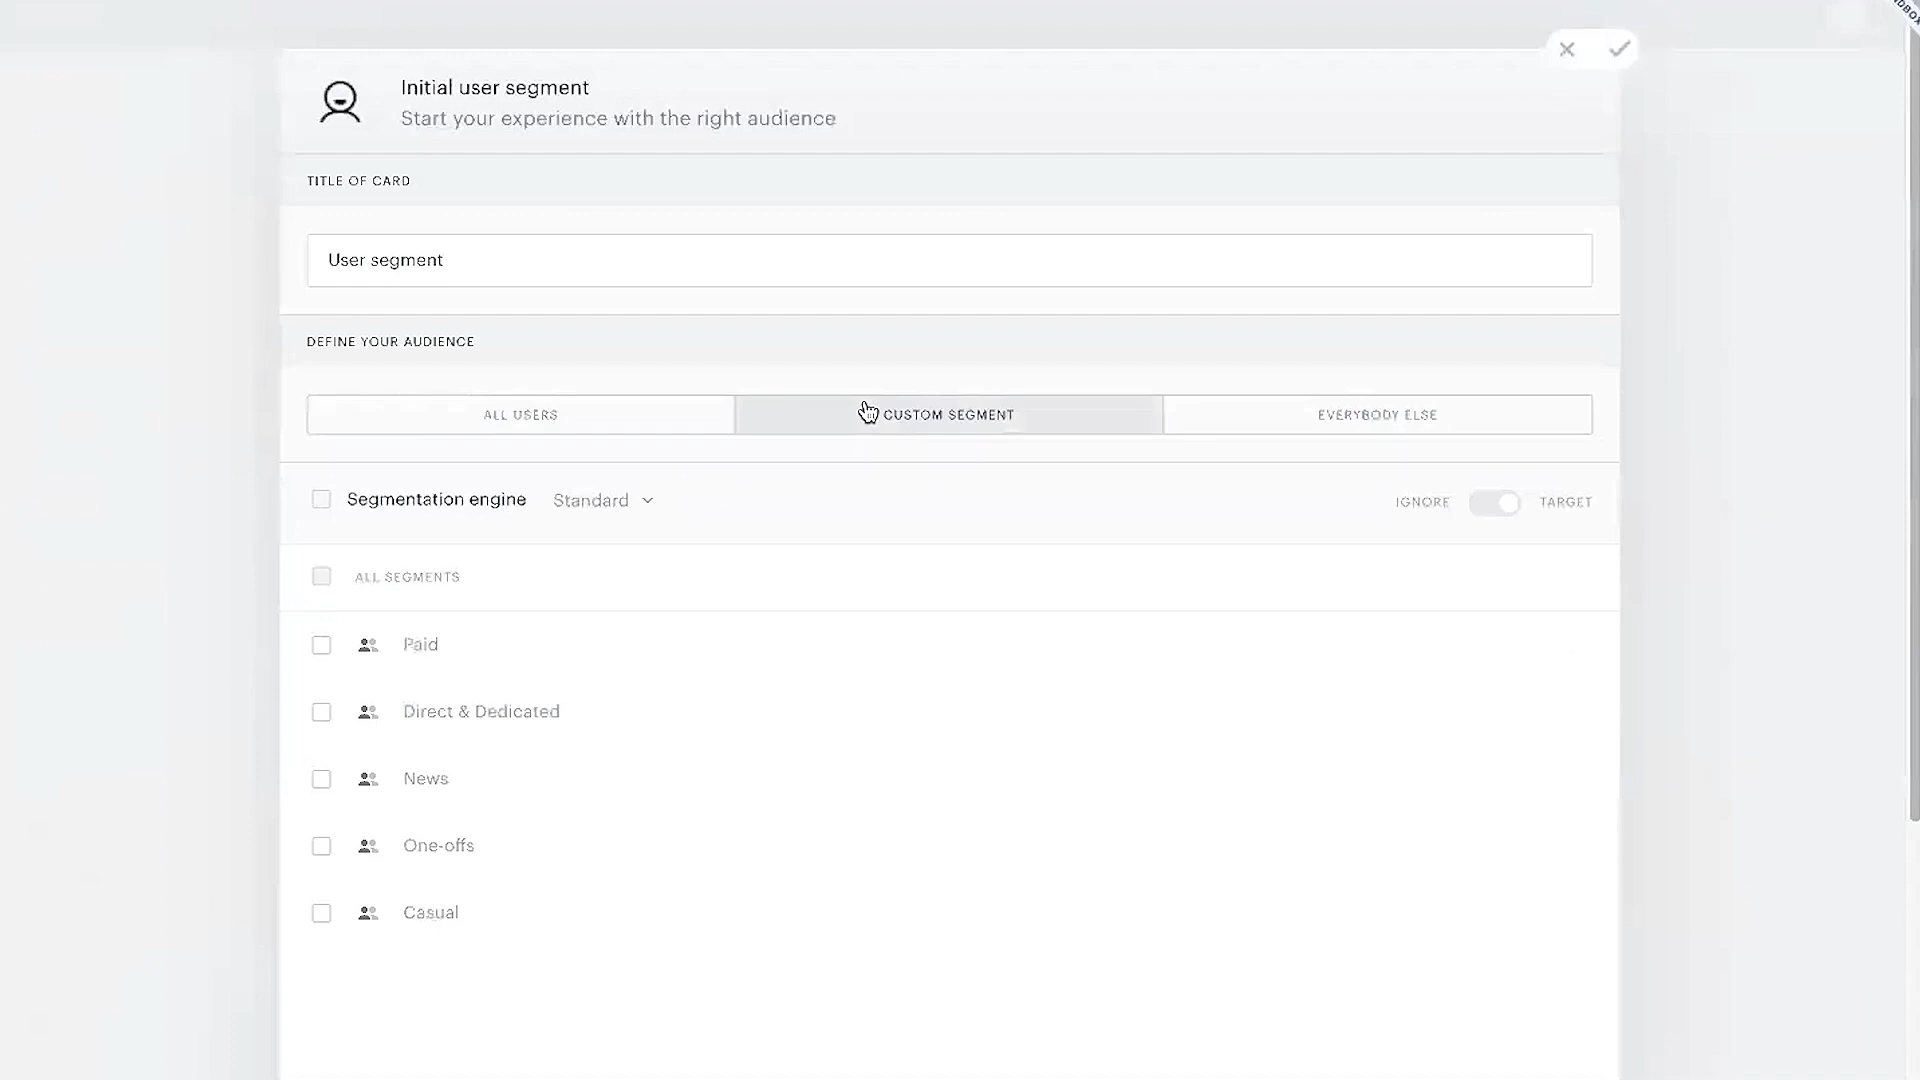 Initial user segment
Start your experience with the right audience
TITLE OF CARD
User segment
DEFINE YOUR AUDIENCE
ALL USERS
CUSTOM SEGMENT
EVERYBODY ELSE
Segmentation engine
Standard
IGNORE
TARGET
ALL SEGMENTS
Paid
Direct & Dedicated
News
One-offs
Casual